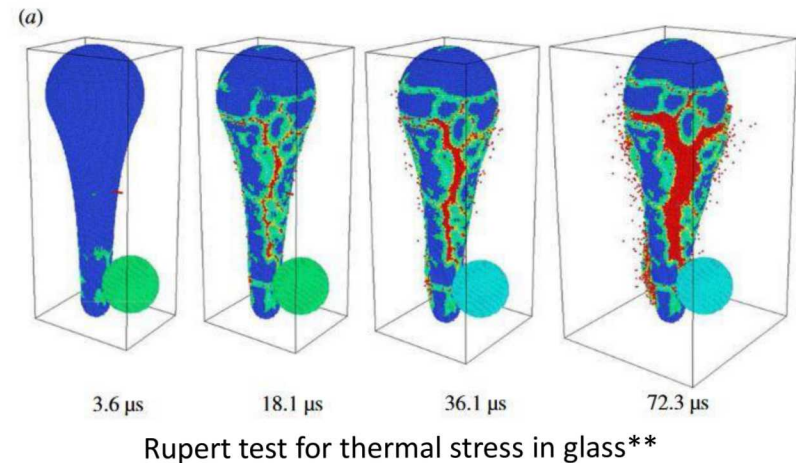 (a)
3.6 µs 18.1 µs 36.1 µs 72.3 µs
Rupert test for thermal stress in glass**